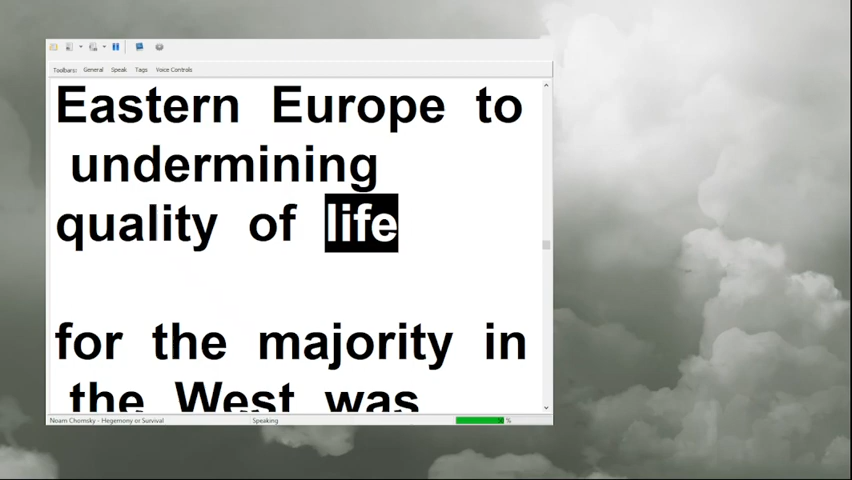 Toolbars: General Speak Tags Voice Controls
Eastern Europe to
undermining
quality of life
for the majority in
the West was
Noam Chomsky - Hegemony or Survival Speaking %